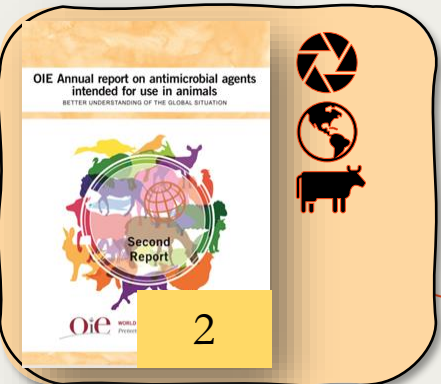 OIE Annual report on antimicrobial agents
intended for use in animals
BETTER UNDERSTANDING OF THE GLOBAL SITUATION
Second
Report
Oie WORLD
2